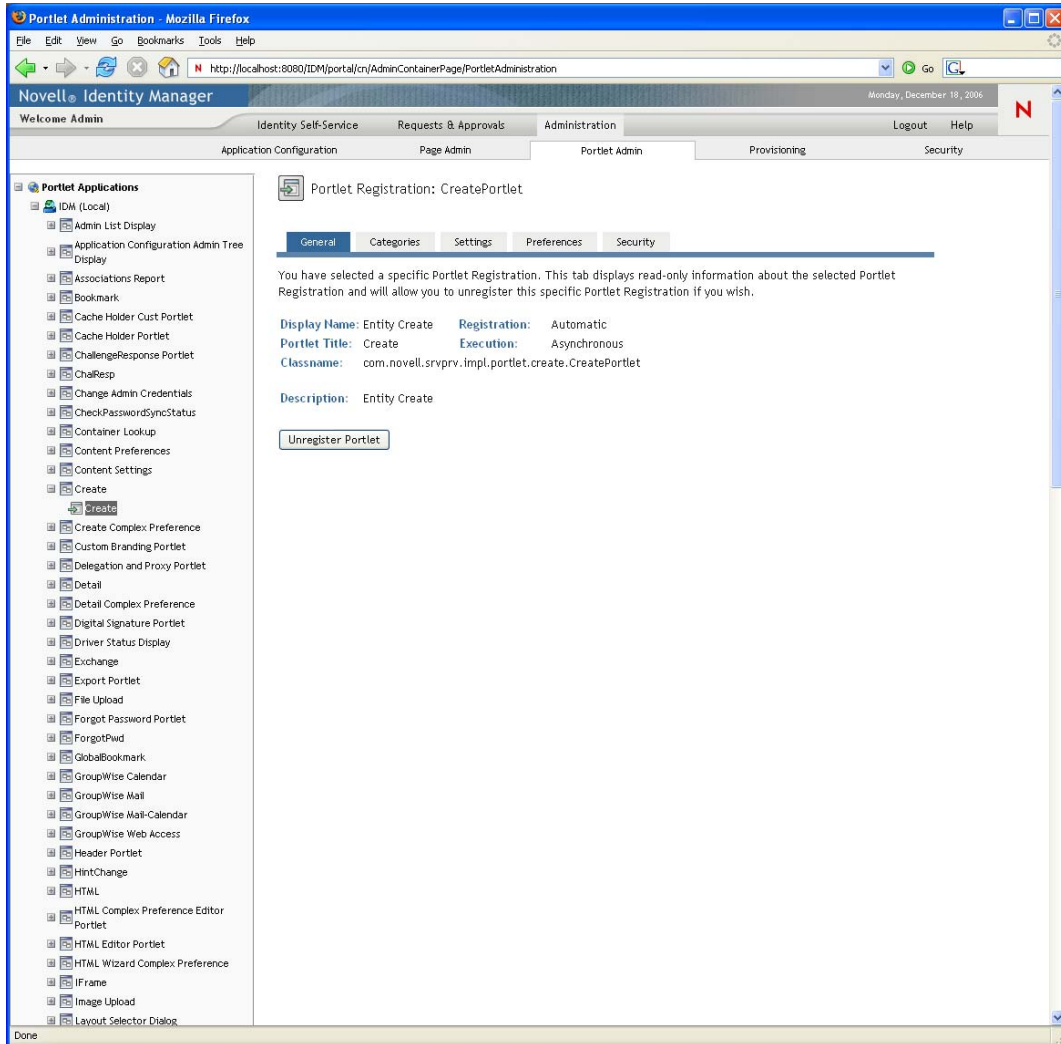 Portlet Administration - Mozilla Firefox
File Edit View Go Bookmarks Tools Help
N http://localhost:8080/IDM/portal/cn/AdminContainerPage/PortletAdministration Go G
Novell® Identity Manager Monday, December 18, 2006
N
Welcome Admin Identity Self-Service Requests & Approvals Administration Logout Help
Application Configuration Page Admin Portlet Admin Provisioning Security
Portlet Applications
IDM (Local)
Admin List Display
Application Configuration Admin Tree
Display
Associations Report
Bookmark
Cache Holder Cust Portlet
Cache Holder Portlet
ChallengeResponse Portlet
ChalResp
Change Admin Credentials
CheckPasswordSyncStatus
Container Lookup
Content Preferences
Content Settings
Create
Create
Create Complex Preference
Custom Branding Portlet
Delegation and Proxy Portlet
Detail
Detail Complex Preference
Digital Signature Portlet
Driver Status Display
Exchange
Export Portlet
File Upload
Forgot Password Portlet
ForgotPwd
GlobalBookmark
GroupWise Calendar
GroupWise Mail
GroupWise Mail-Calendar
GroupWise Web Access
Header Portlet
HintChange
HTML
HTML Complex Preference Editor
Portlet
HTML Editor Portlet
HTML Wizard Complex Preference
IFrame
Image Upload
Layout Selector Dialog
Portlet Registration: CreatePortlet
General Categories Settings Preferences Security
You have selected a specific Portlet Registration. This tab displays read-only information about the selected Portlet
Registration and will allow you to unregister this specific Portlet Registration if you wish.
Display Name: Entity Create Registration: Automatic
Portlet Title: Create Execution: Asynchronous
Classname: com.novell.srvprv.impl.portlet.create.CreatePortlet
Description: Entity Create
Unregister Portlet
Done